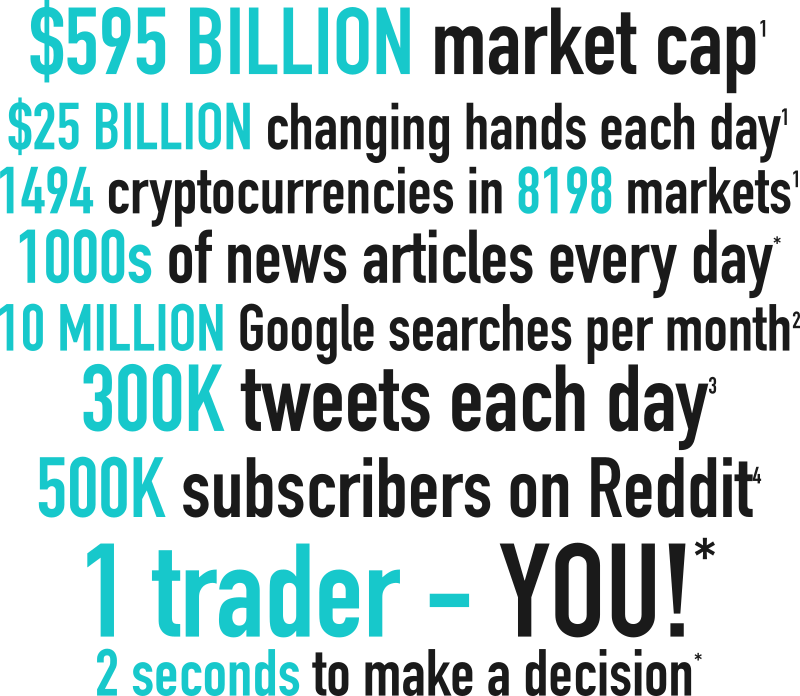 $595 BILLION market cap¹
$25 BILLION changing hands each day¹
1494 cryptocurrencies in 8198 markets¹
1000s of news articles every day*
10 MILLION Google searches per month²
300K tweets each day³
500K subscribers on Reddit⁴
1 trader – YOU!*
2 seconds to make a decision*